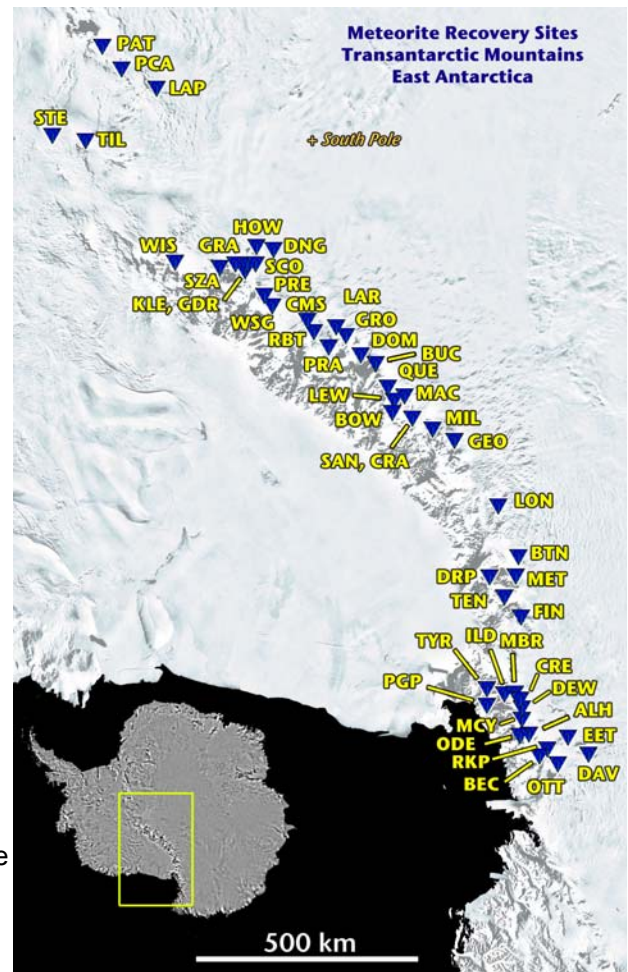 Meteorite Recovery Sites
Transantarctic Mountains
East Antarctica
PAT
PCA
LAP
STE
TIL
+ South Pole
HOW
WIS
GRA
DNG
SZA
SCO
KLE, GDR
PRE
CMS
LAR
WSG
GRO
RBT
DOM
PRA
BUC
QUE
LEW
MAC
BOW
MIL
GEO
SAN, CRA
LON
BTN
DRP
MET
TEN
FIN
TYR
ILD
MBR
CRE
PGP
DEW
ALH
MCY
ODE
EET
RKP
DAV
BEC
OTT
e
500 km